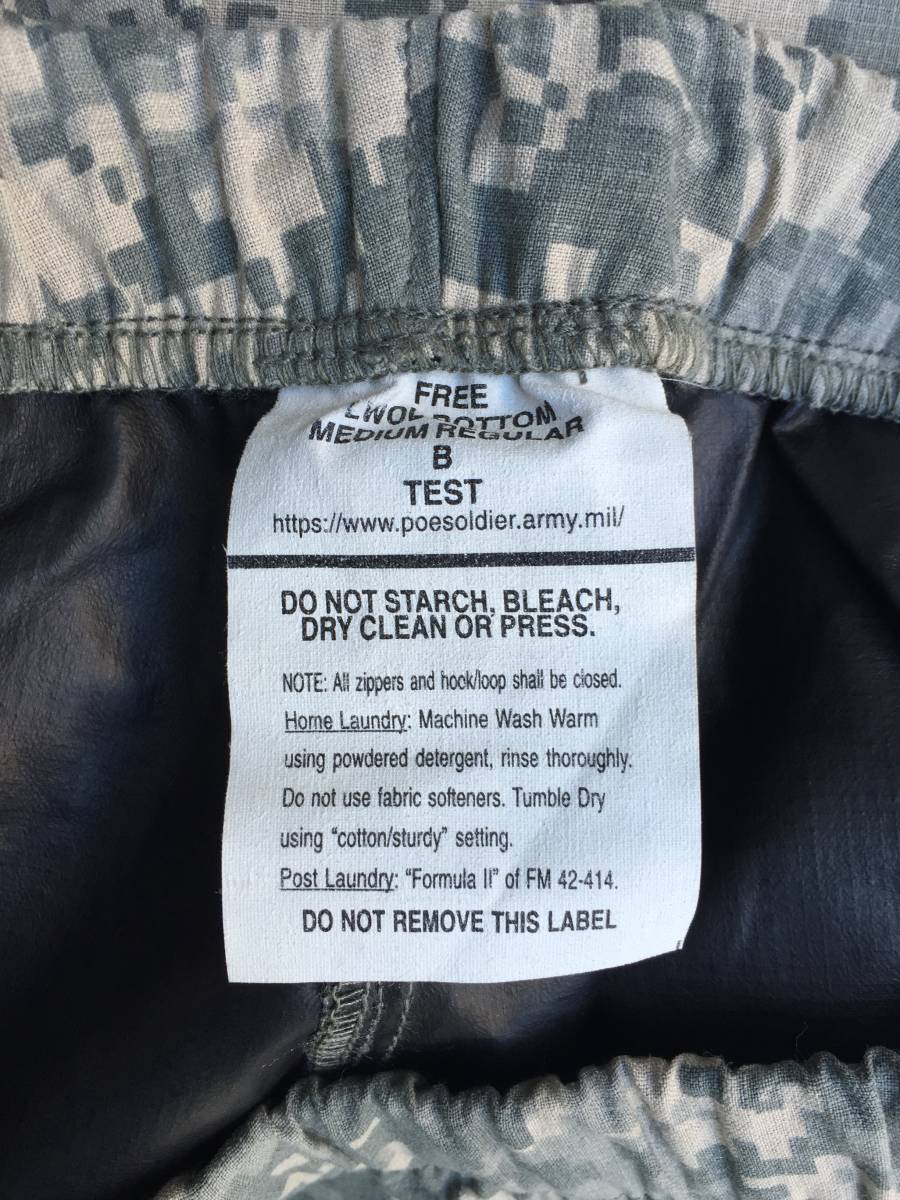 FREE
LWOL BOTTOM
MEDIUM REGULAR
B
TEST
https://www.poesoldier.army.mil/
DO NOT STARCH, BLEACH,
DRY CLEAN OR PRESS.
NOTE: All zippers and hook/loop shall be closed.
Home Laundry: Machine Wash Warm
using powdered detergent, rinse thoroughly.
Do not use fabric softeners. Tumble Dry
using "cotton/sturdy" setting.
Post Laundry: "Formula II" of FM 42-414.
DO NOT REMOVE THIS LABEL